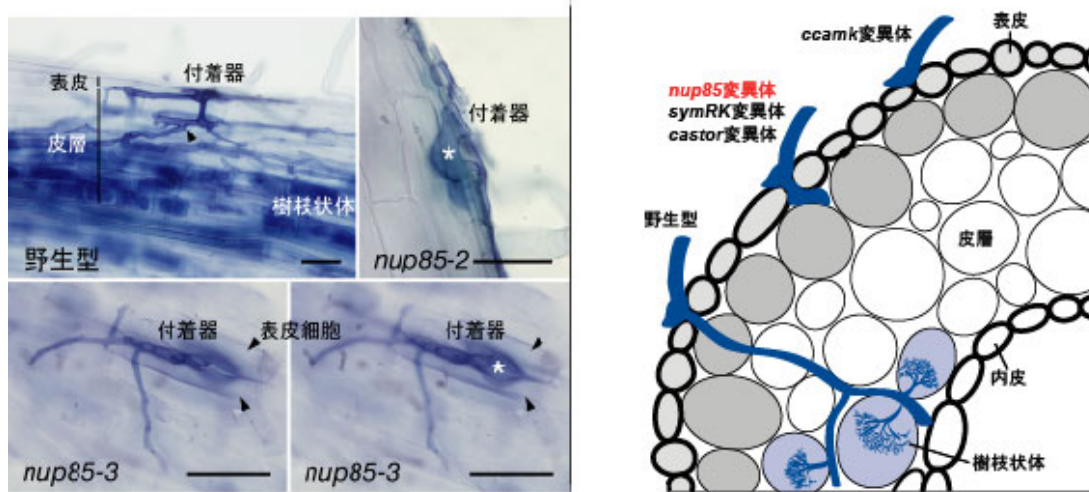 表皮
付着器
皮層
樹枝状体
野生型
付着器
*
nup85-2
付着器
表皮細胞
nup85-3
付着器
*
nup85-3
ccamk変異体
表皮
nup85変異体
symRK変異体
castor変異体
野生型
皮層
内皮
樹枝状体